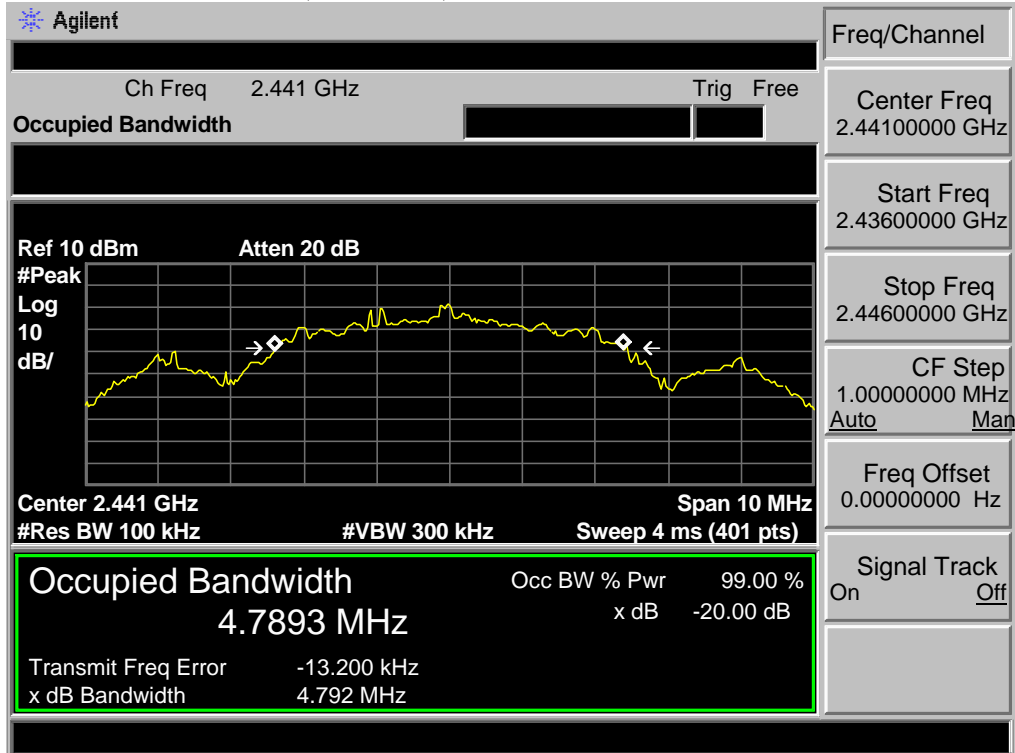 Agilent
Freq/Channel
Ch Freq 2.441 GHz Trig Free
Occupied Bandwidth
Center Freq
2.44100000 GHz
Start Freq
2.43600000 GHz
Ref 10 dBm Atten 20 dB
#Peak
Log
10
dB/
Stop Freq
2.44600000 GHz
CF Step
1.00000000 MHz
Auto Man
Freq Offset
0.00000000 Hz
Center 2.441 GHz Span 10 MHz
#Res BW 100 kHz #VBW 300 kHz Sweep 4 ms (401 pts)
Signal Track
On Off
Occupied Bandwidth
4.7893 MHz
Occ BW % Pwr 99.00 %
x dB -20.00 dB
Transmit Freq Error -13.200 kHz
x dB Bandwidth 4.792 MHz